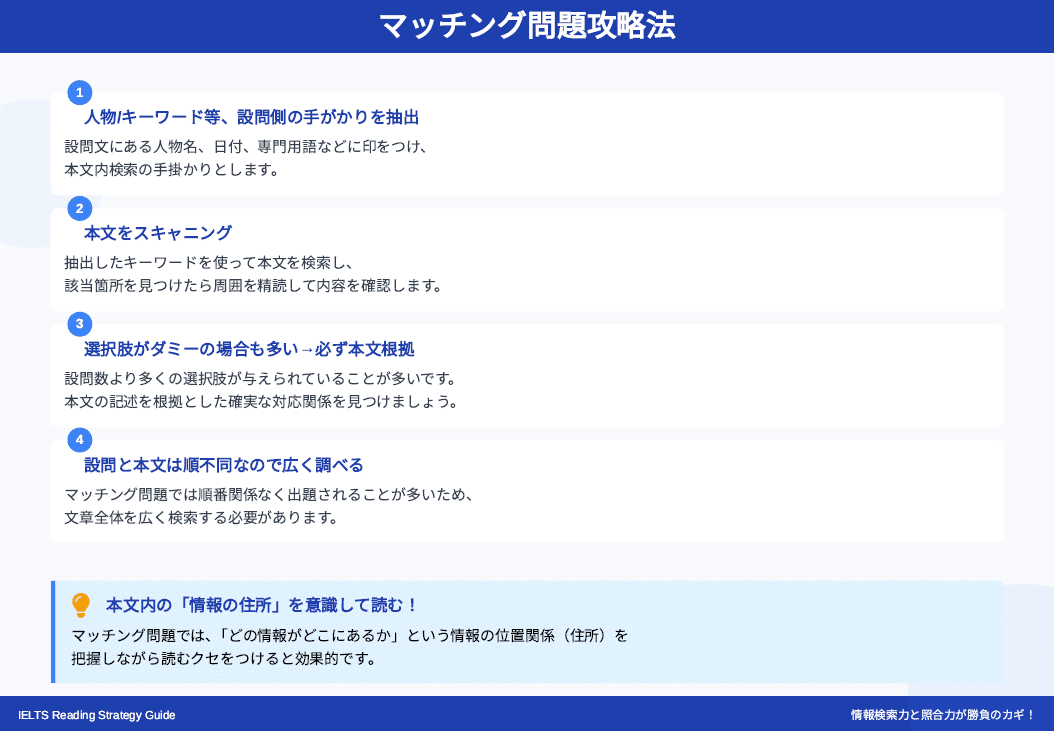 マッチング問題攻略法
1
人物/キーワード等、設問側の手がかりを抽出
設問文にある人物名、日付、専門用語などに印をつけ、
本文内検索の手掛かりとします。
2
本文をスキャニング
抽出したキーワードを使って本文を検索し、
該当箇所を見つけたら周囲を精読して内容を確認します。
3
選択肢がダミーの場合も多い→必ず本文根拠
設問数より多くの選択肢が与えられていることが多いです。
本文の記述を根拠とした確実な対応関係を見つけましょう。
4
設問と本文は順不同なので広く調べる
マッチング問題では順番関係なく出題されることが多いため、
文章全体を広く検索する必要があります。
本文内の「情報の住所」を意識して読む！
マッチング問題では、「どの情報がどこにあるか」という情報の位置関係（住所）を
把握しながら読むクセをつけると効果的です。
IELTS Reading Strategy Guide
情報検索力と照合力が勝負のカギ！